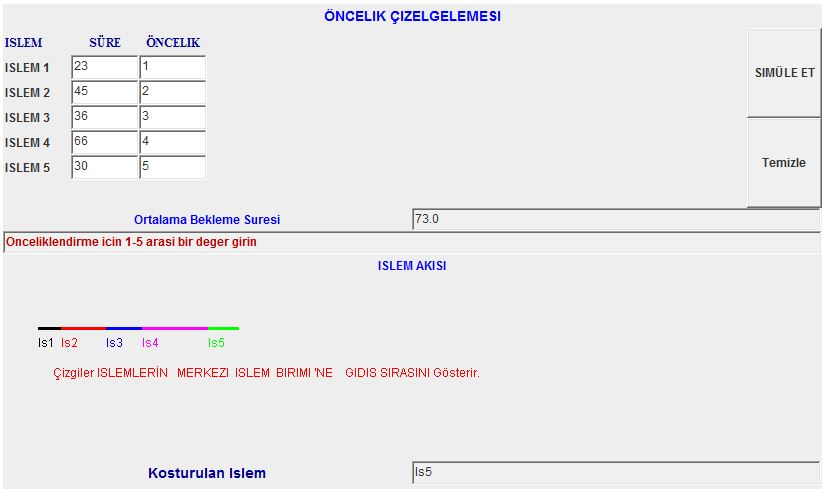 ÖNCELIK ÇIZELGELEMESI
ISLEM SÜRE ÖNCELIK
ISLEM 1 23 1
ISLEM 2 45 2
ISLEM 3 36 3
ISLEM 4 66 4
ISLEM 5 30 5
SIMÜLE ET
Temizle
Ortalama Bekleme Suresi 73.0
Onceliklendirme icin 1-5 arasi bir deger girin
ISLEM AKISI
Is1 Is2 Is3 Is4 Is5
Çizgiler ISLEMLERİN MERKEZI ISLEM BIRIMI 'NE GIDIS SIRASINI Gösterir.
Kosturulan Islem Is5